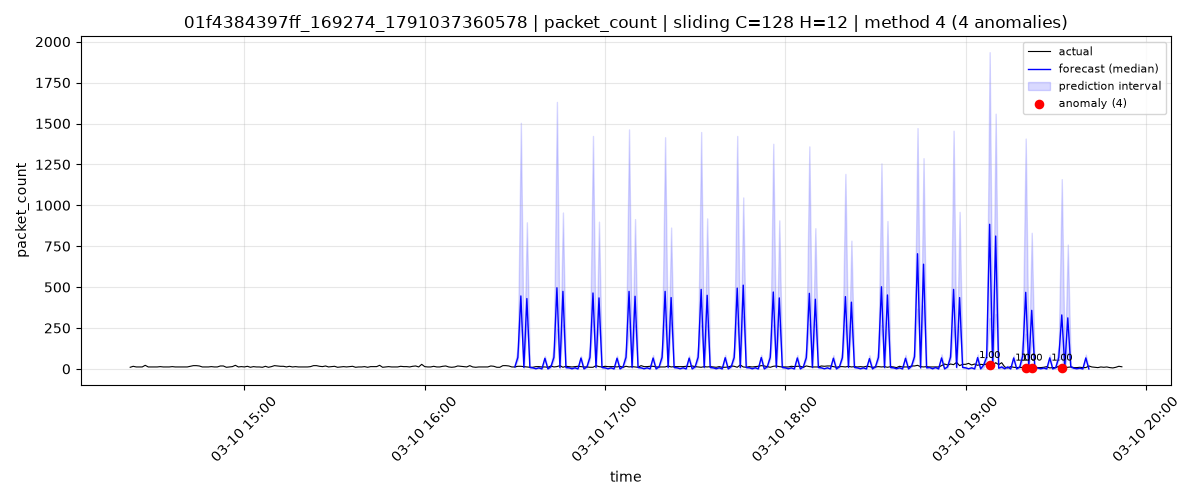 01f4384397ff_169274_1791037360578 | packet_count | sliding C=128 H=12 | method 4 (4 anomalies)
actual
forecast (median)
prediction interval
anomaly (4)
packet_count
2000
1750
1500
1250
1000
750
500
250
0
1.00
1.00
03-10 15:00
03-10 16:00
03-10 17:00
03-10 18:00
03-10 19:00
03-10 20:00
time